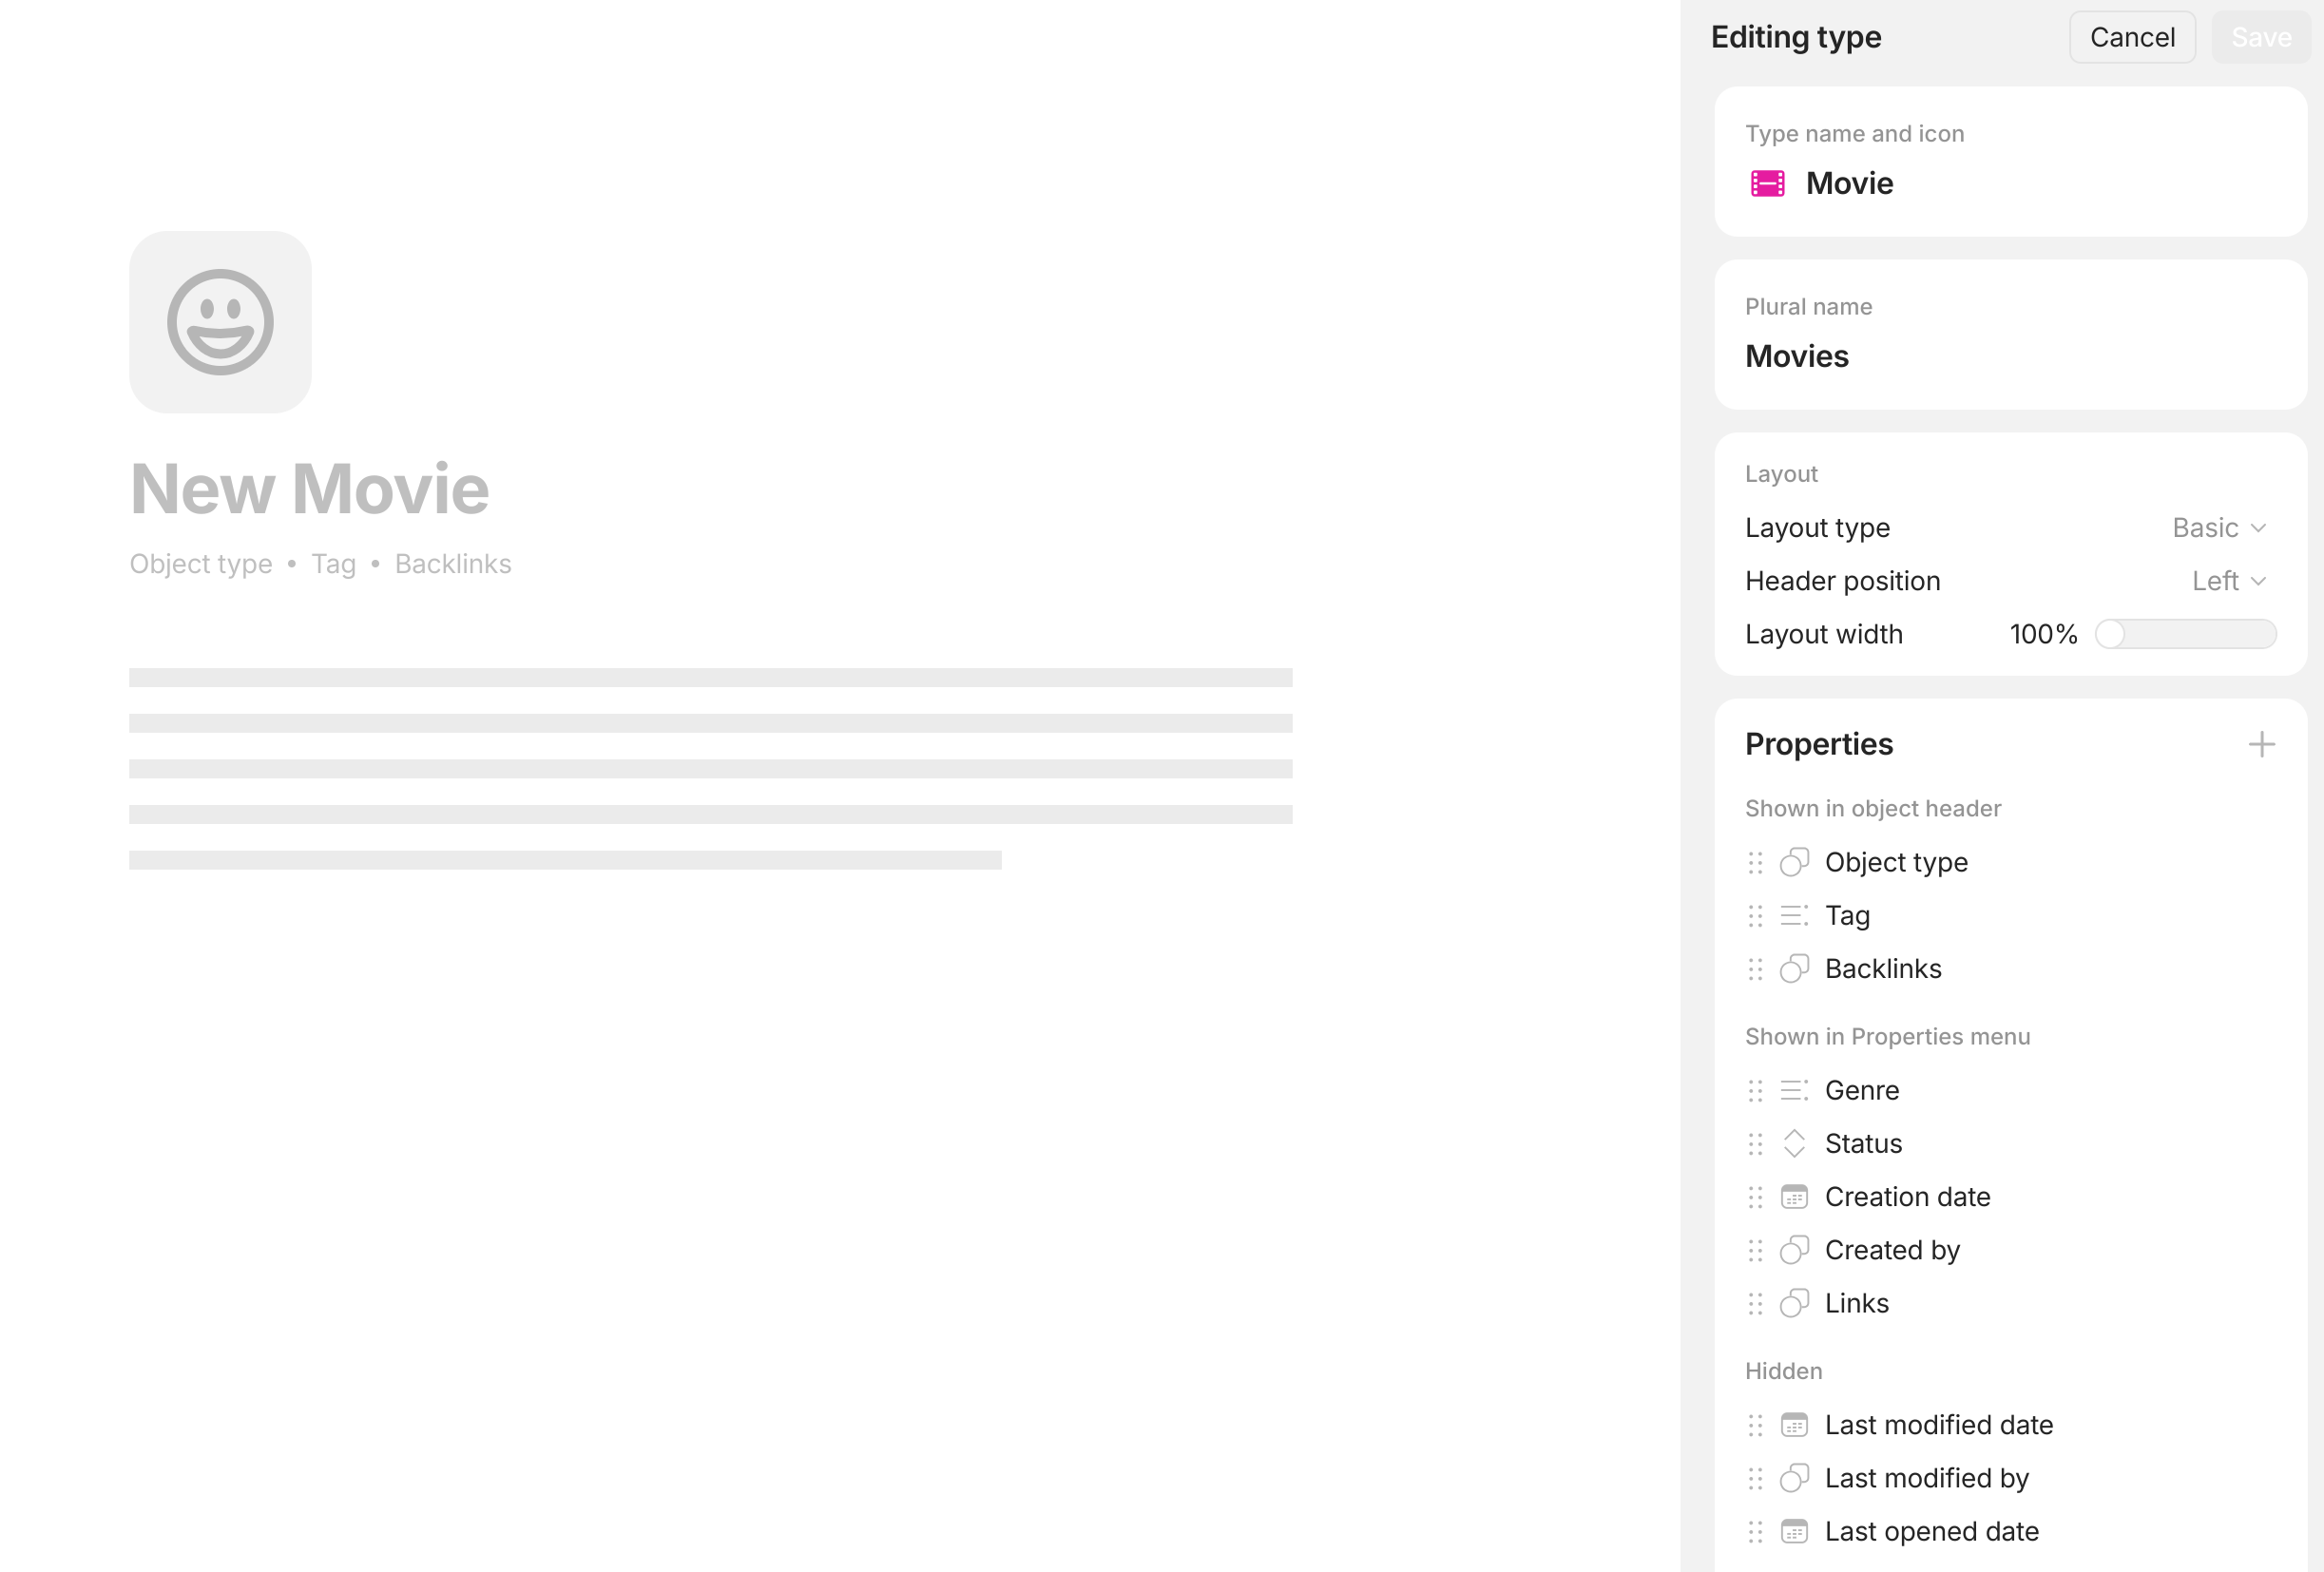 Editing type
Cancel
Save
Type name and icon
Movie
Plural name
Movies
Layout
Layout type Basic
Header position Left
Layout width 100%
Properties
Shown in object header
Object type
Tag
Backlinks
Shown in Properties menu
Genre
Status
Creation date
Created by
Links
Hidden
Last modified date
Last modified by
Last opened date
New Movie
Object type • Tag • Backlinks